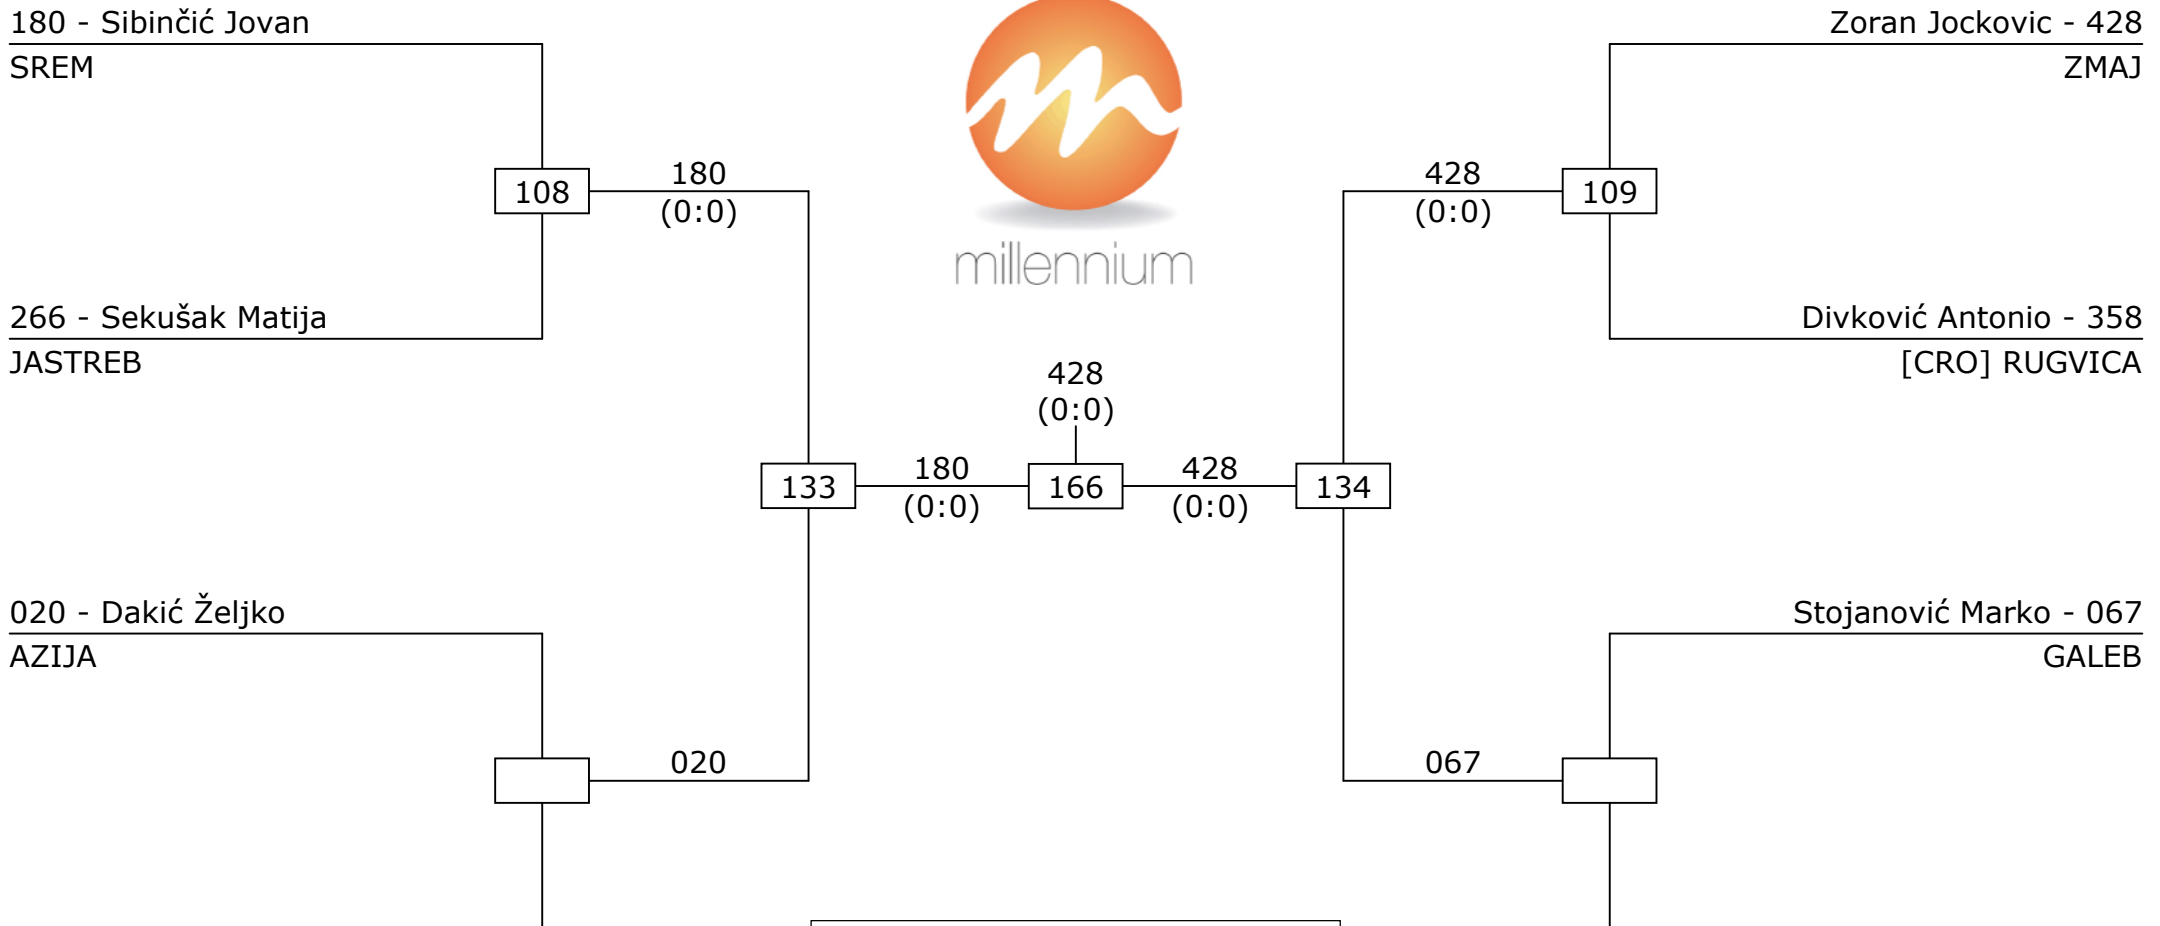 180 - Sibinčić Jovan
SREM
Zoran Jockovic - 428
ZMAJ
millennium
108
180
(0:0)
428
(0:0)
109
266 - Sekušak Matija
JASTREB
Divković Antonio - 358
[CRO] RUGVICA
428
(0:0)
133
180
(0:0)
166
428
(0:0)
134
020 - Dakić Željko
AZIJA
Stojanović Marko - 067
GALEB
020
067